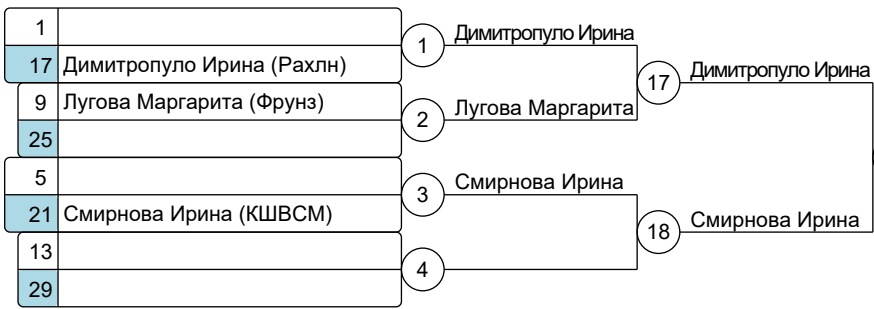 1
17 Димитропуло Ирина (Рахлн)
9 Лугова Маргарита (Фрунз)
25
5
21 Смирнова Ирина (КШВСМ)
13
29
1 Димитропуло Ирина
2 Лугова Маргарита
3 Смирнова Ирина
4
17 Димитропуло Ирина
18 Смирнова Ирина